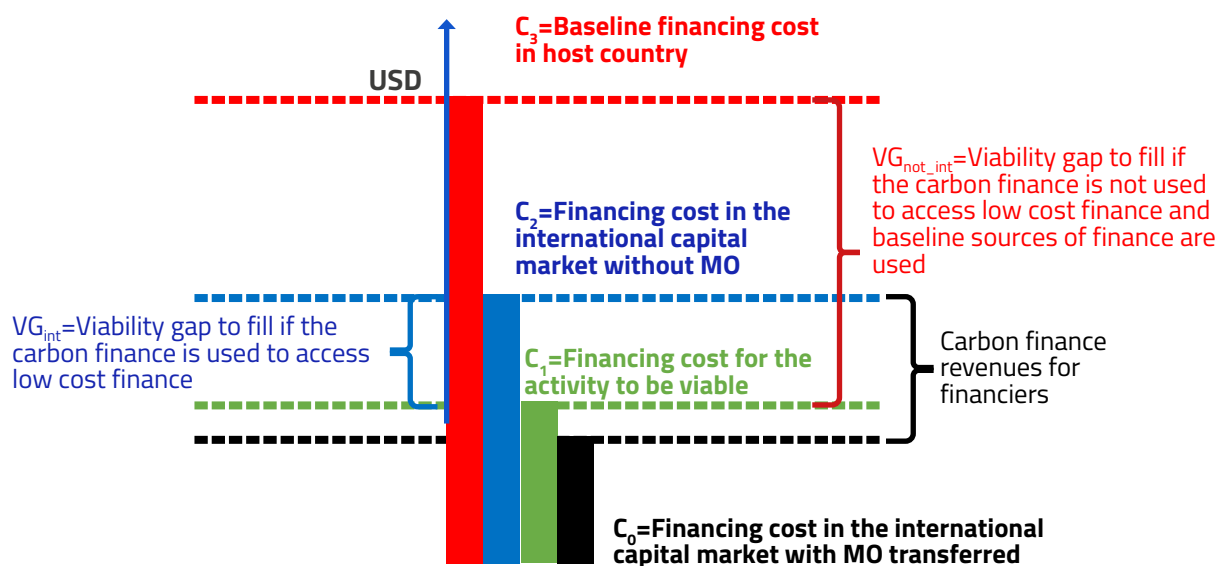 C₃=Baseline financing cost
in host country
USD
VGnot_int=Viability gap to fill if
the carbon finance is not used
to access low cost finance and
baseline sources of finance are
used
C₂=Financing cost in the
international capital
market without MO
VGint=Viability gap to fill if the
carbon finance is used to access
low cost finance
C₁=Financing cost for the
activity to be viable
Carbon finance
revenues for
financiers
C₀=Financing cost in the international
capital market with MO transferred